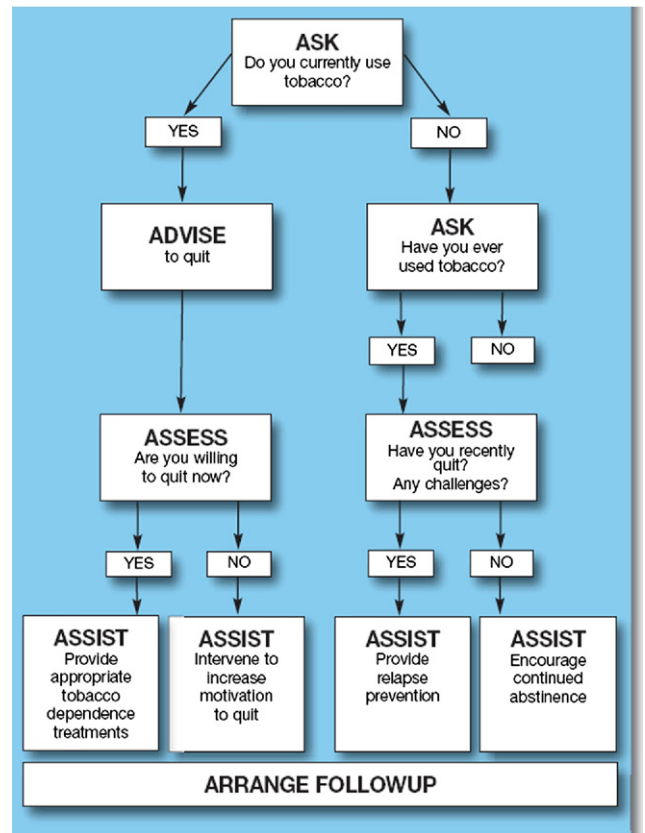 ASK
Do you currently use
tobacco?
YES
NO
ADVISE
to quit
ASK
Have you ever
used tobacco?
YES
NO
ASSESS
Are you willing
to quit now?
ASSESS
Have you recently
quit?
Any challenges?
YES
NO
YES
NO
ASSIST
Provide
appropriate
tobacco
dependence
treatments
ASSIST
Intervene to
increase
motivation
to quit
ASSIST
Provide
relapse
prevention
ASSIST
Encourage
continued
abstinence
ARRANGE FOLLOWUP